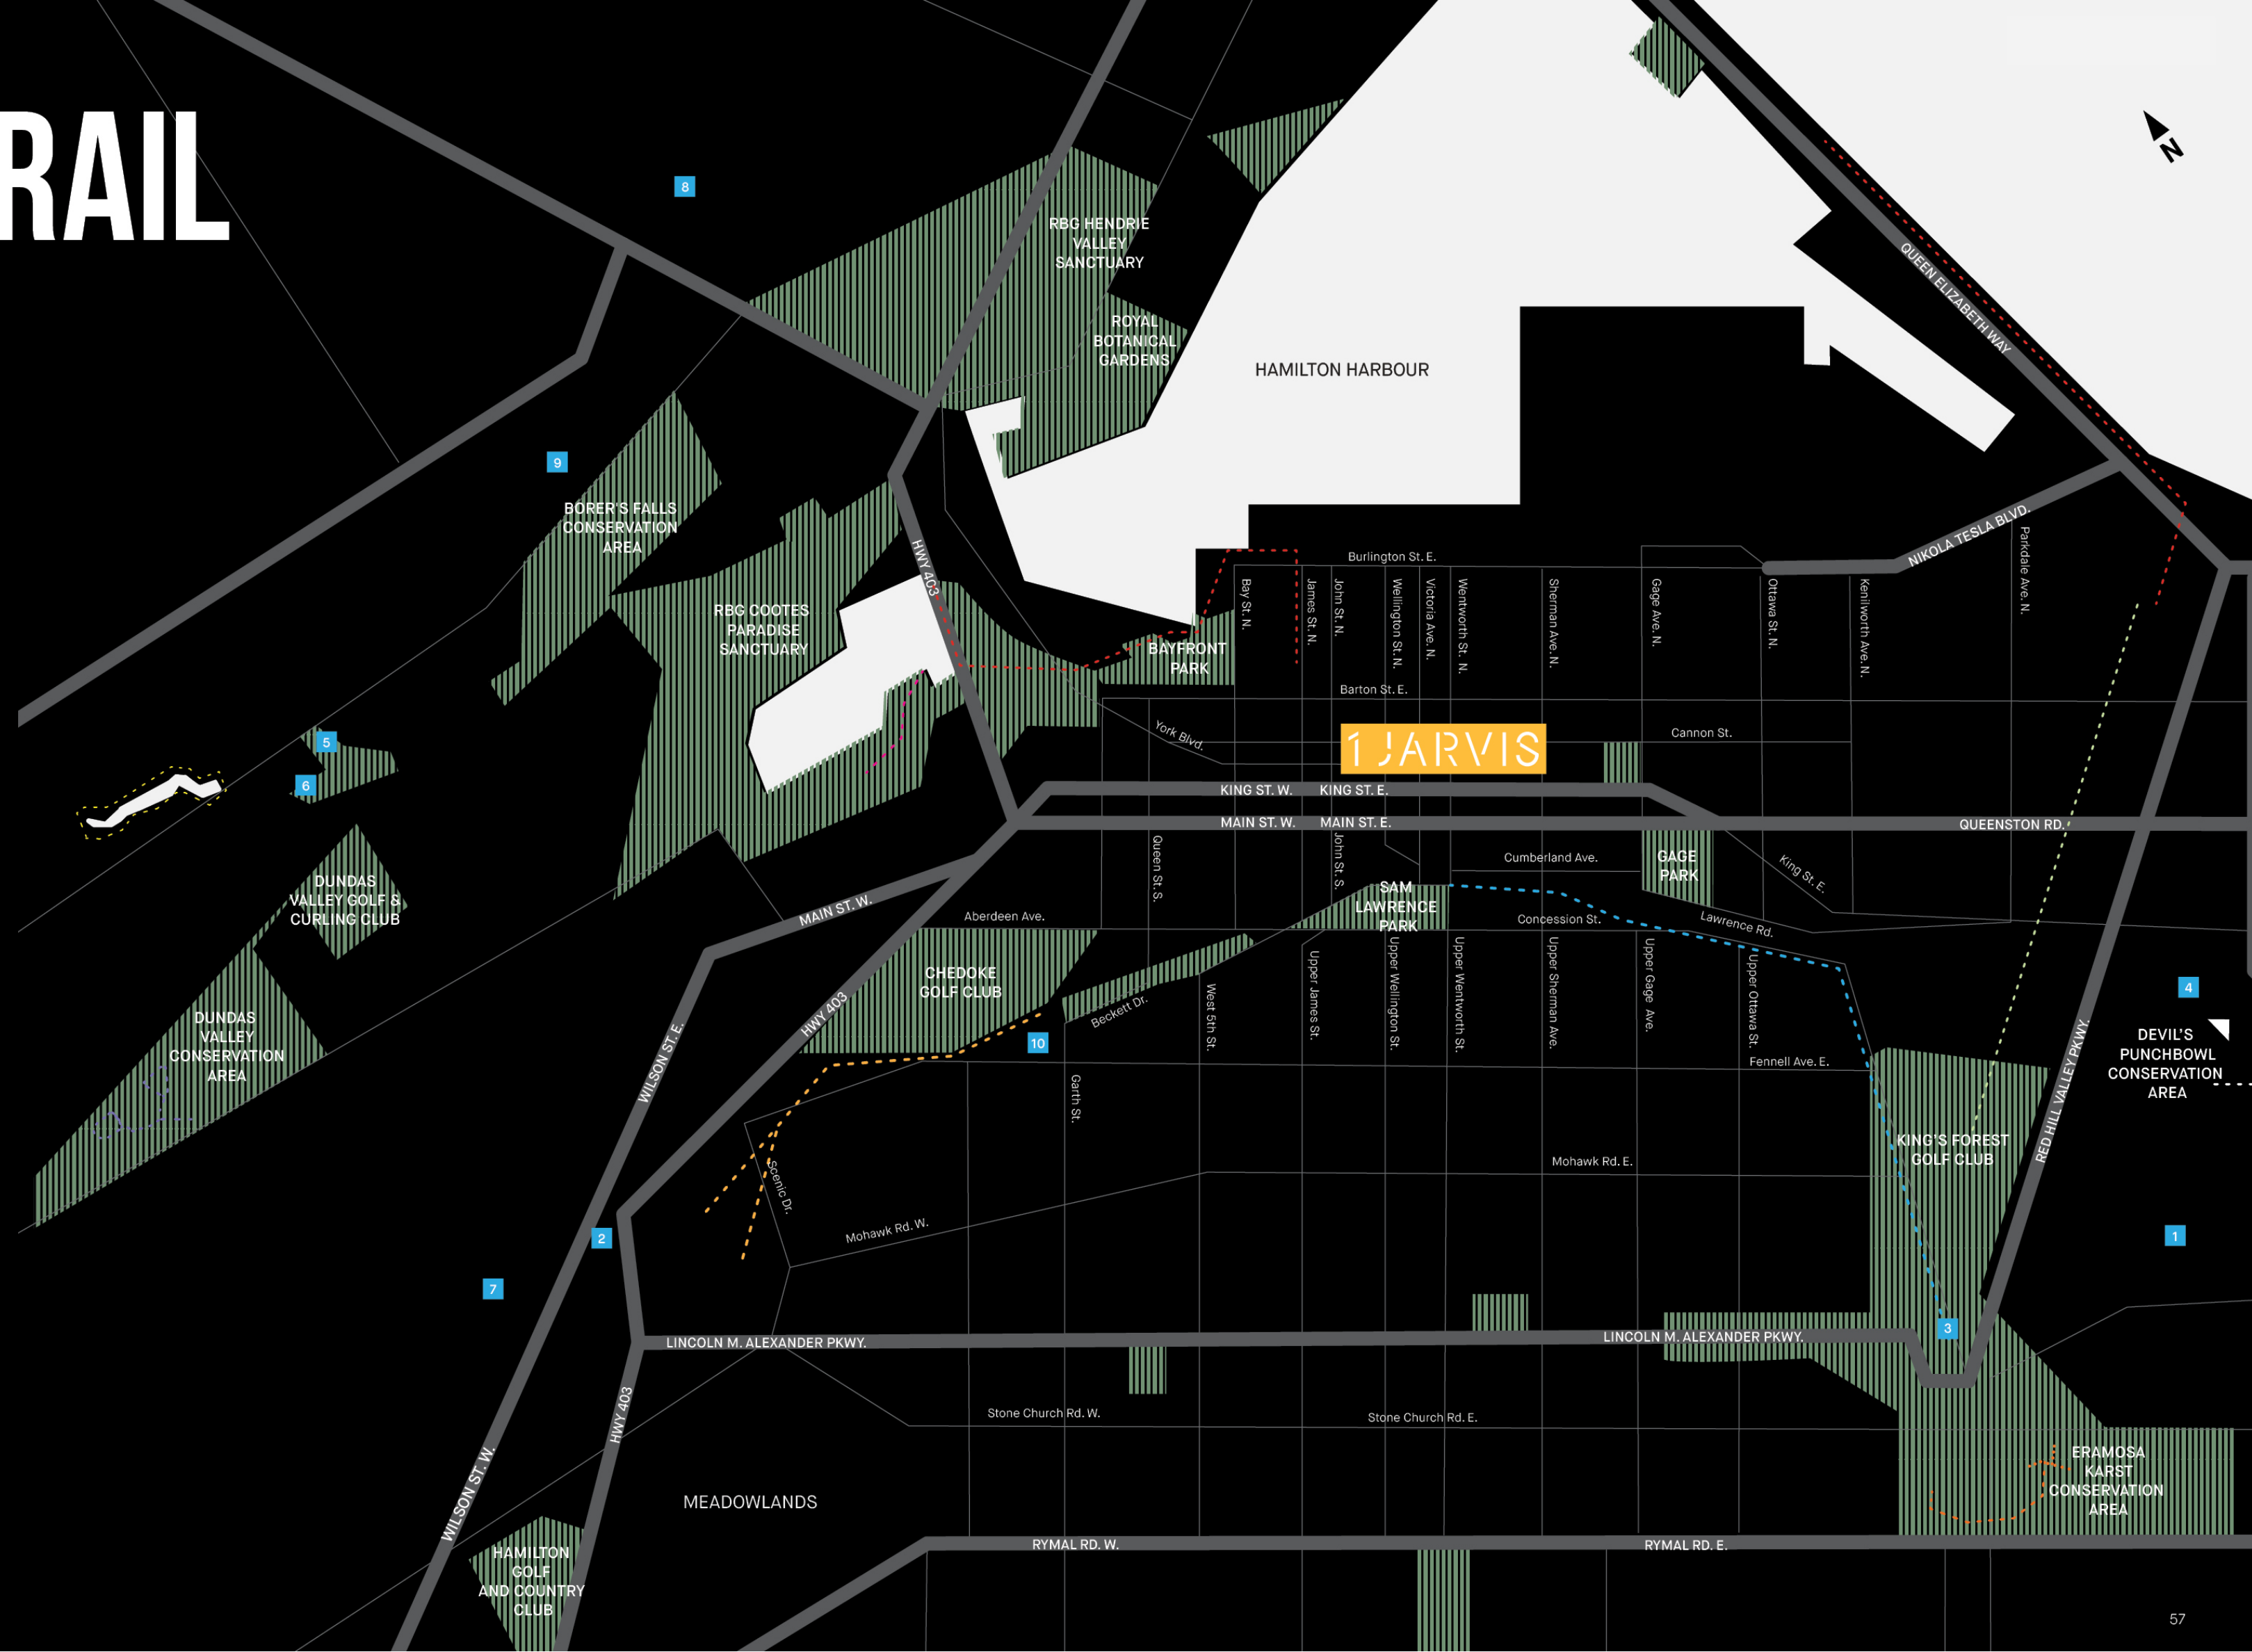 RAIL
8
N
RBG HENDRIE
VALLEY
SANCTUARY
QUEEN ELIZABETH WAY
ROYAL
BOTANICAL
GARDENS
HAMILTON HARBOUR
9
BORER'S FALLS
CONSERVATION
AREA
HWY 403
NIKOLA TESLA BLVD.
Parkdale Ave. N.
Burlington St. E.
Bay St. N.
James St. N.
John St. N.
Wellington St. N.
Victoria Ave. N.
Wentworth St. N.
Sherman Ave. N.
Gage Ave. N.
Ottawa St. N.
Kenilworth Ave. N.
RBG COOTES
PARADISE
SANCTUARY
BAYFRONT
PARK
Barton St. E.
York Blvd.
Cannon St.
1 JARVIS
5
6
KING ST. W.
KING ST. E.
MAIN ST. W.
MAIN ST. E.
QUEENSTON RD.
Queen St. S.
John St. S.
Cumberland Ave.
GAGE
PARK
King St. E.
DUNDAS
VALLEY GOLF &
CURLING CLUB
SAM
LAWRENCE
PARK
MAIN ST. W.
Aberdeen Ave.
Concession St.
Lawrence Rd.
CHEDOKE
GOLF CLUB
Beckett Dr.
West 5th St.
Upper James St.
Upper Wellington St.
Upper Wentworth St.
Upper Sherman Ave.
Upper Gage Ave.
Upper Ottawa St.
4
DEVIL'S
PUNCHBOWL
CONSERVATION
AREA
DUNDAS
VALLEY
CONSERVATION
AREA
HWY 403
WILSON ST. E.
10
Garth St.
Fennell Ave. E.
RED HILL VALLEY PKWY.
KING'S FOREST
GOLF CLUB
Scenic Dr.
Mohawk Rd. E.
Mohawk Rd. W.
2
1
7
3
LINCOLN M. ALEXANDER PKWY.
LINCOLN M. ALEXANDER PKWY.
HWY 403
Stone Church Rd. W.
Stone Church Rd. E.
WILSON ST. W.
MEADOWLANDS
ERAMOSA
KARST
CONSERVATION
AREA
RYMAL RD. W.
RYMAL RD. E.
HAMILTON
GOLF
AND COUNTRY
CLUB
57